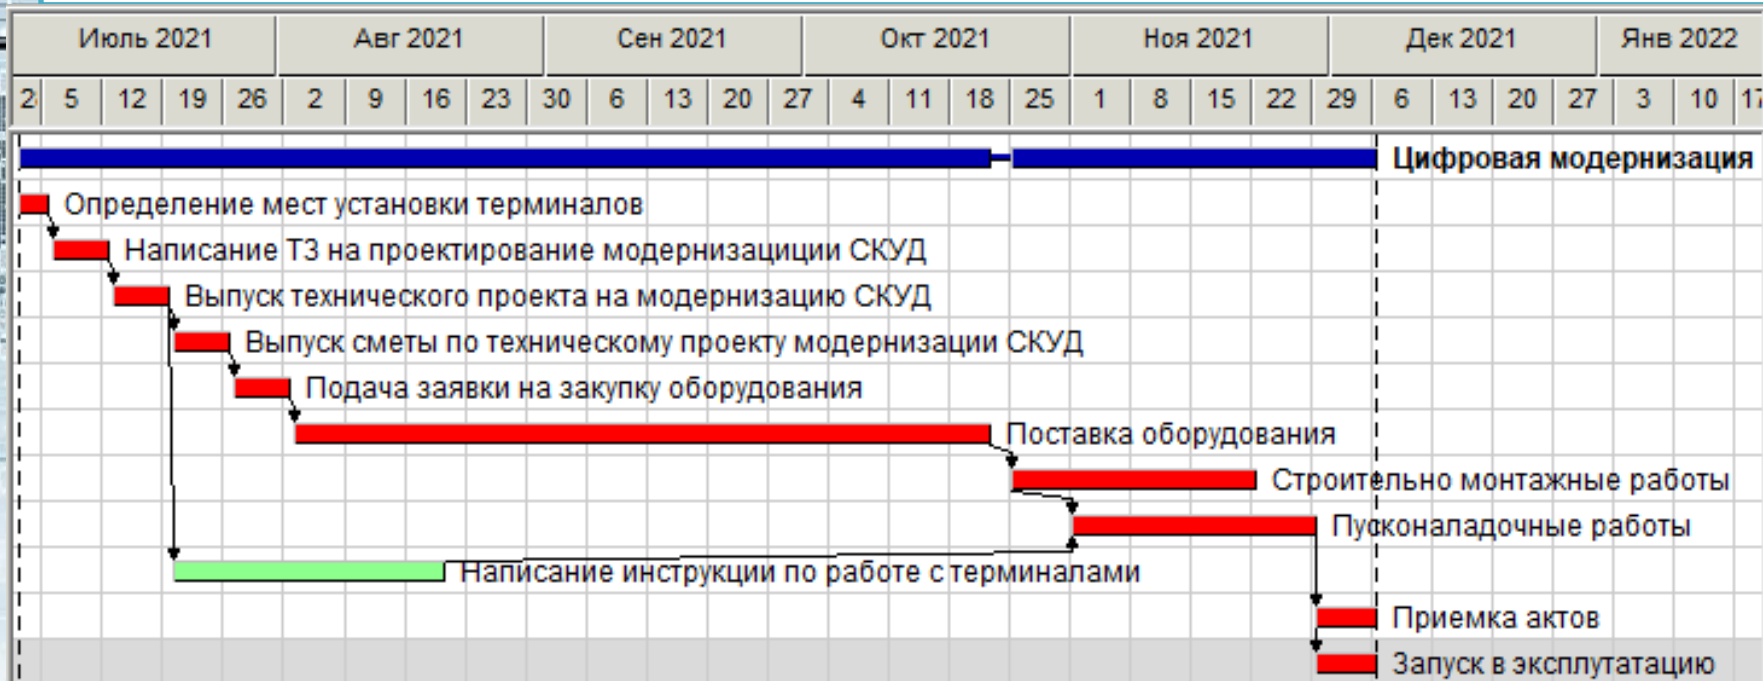 Июль 2021 Авг 2021 Сен 2021 Окт 2021 Ноя 2021 Дек 2021 Янв 2022
5 12 19 26 2 9 16 23 30 6 13 20 27 4 11 18 25 1 8 15 22 29 6 13 20 27 3 10
Цифровая модернизация
Определение мест установки терминалов
Написание ТЗ на проектирование модернизациции СКУД
Выпуск технического проекта на модернизацию СКУД
Выпуск сметы по техническому проекту модернизации СКУД
Подача заявки на закупку оборудования
Поставка оборудования
Строительно монтажные работы
Пусконаладочные работы
Написание инструкции по работе с терминалами
Приемка актов
Запуск в эксплутатацию